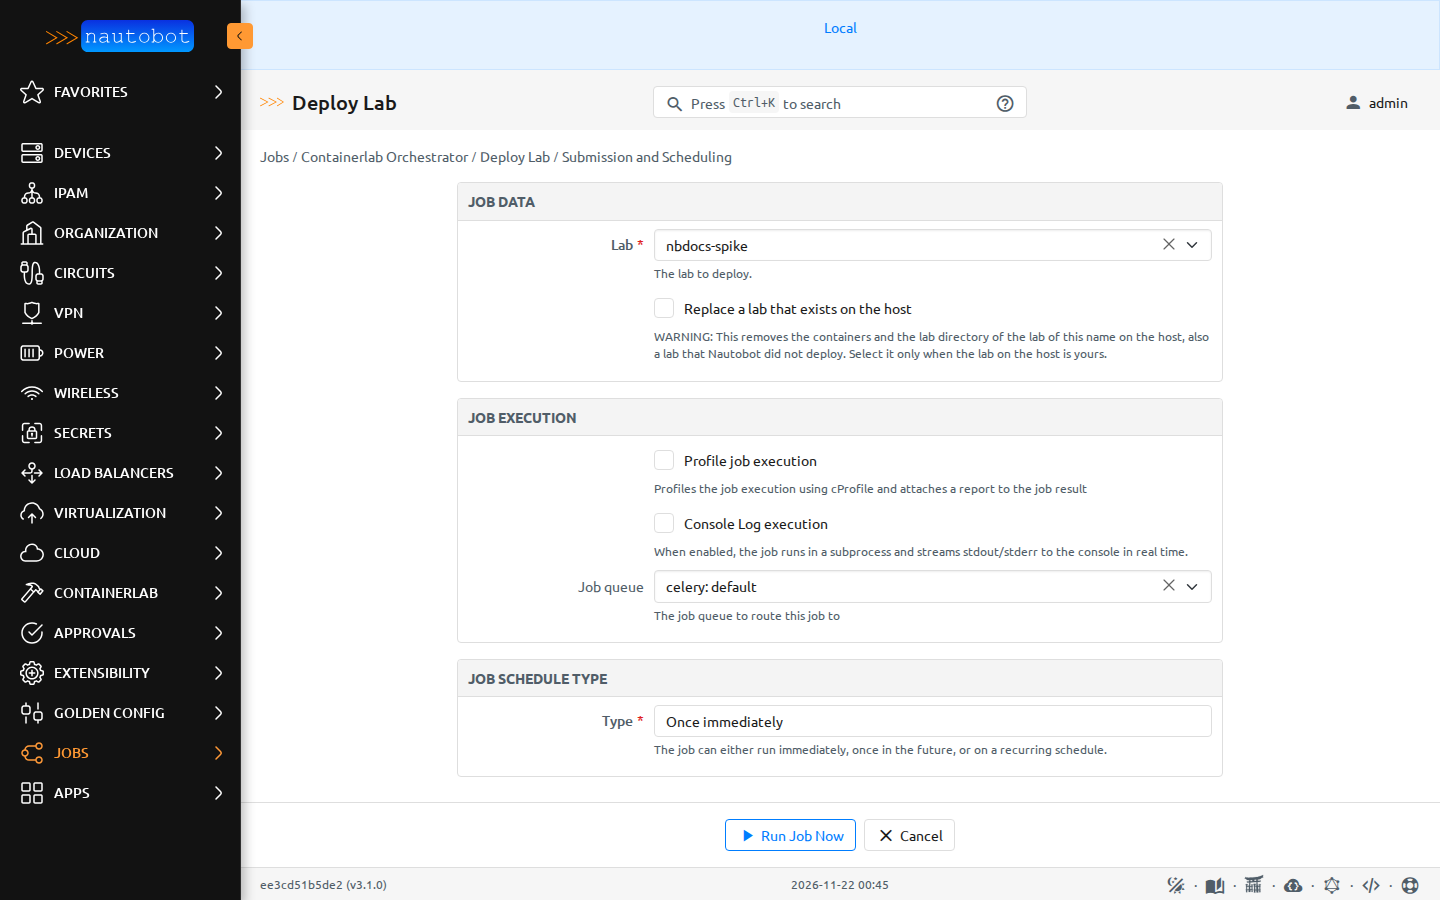 nautobot
FAVORITES
DEVICES
IPAM
ORGANIZATION
CIRCUITS
VPN
POWER
WIRELESS
SECRETS
LOAD BALANCERS
VIRTUALIZATION
CLOUD
CONTAINERLAB
APPROVALS
EXTENSIBILITY
GOLDEN CONFIG
JOBS
APPS
Local
Deploy Lab
Press Ctrl+K to search
admin
Jobs / Containerlab Orchestrator / Deploy Lab / Submission and Scheduling
JOB DATA
Lab *
nbdocs-spike
The lab to deploy.
Replace a lab that exists on the host
WARNING: This removes the containers and the lab directory of the lab of this name on the host, also
a lab that Nautobot did not deploy. Select it only when the lab on the host is yours.
JOB EXECUTION
Profile job execution
Profiles the job execution using cProfile and attaches a report to the job result
Console Log execution
When enabled, the job runs in a subprocess and streams stdout/stderr to the console in real time.
Job queue
celery: default
The job queue to route this job to
JOB SCHEDULE TYPE
Type *
Once immediately
The job can either run immediately, once in the future, or on a recurring schedule.
Run Job Now
Cancel
ee3cd51b5de2 (v3.1.0)
2026-11-22 00:45